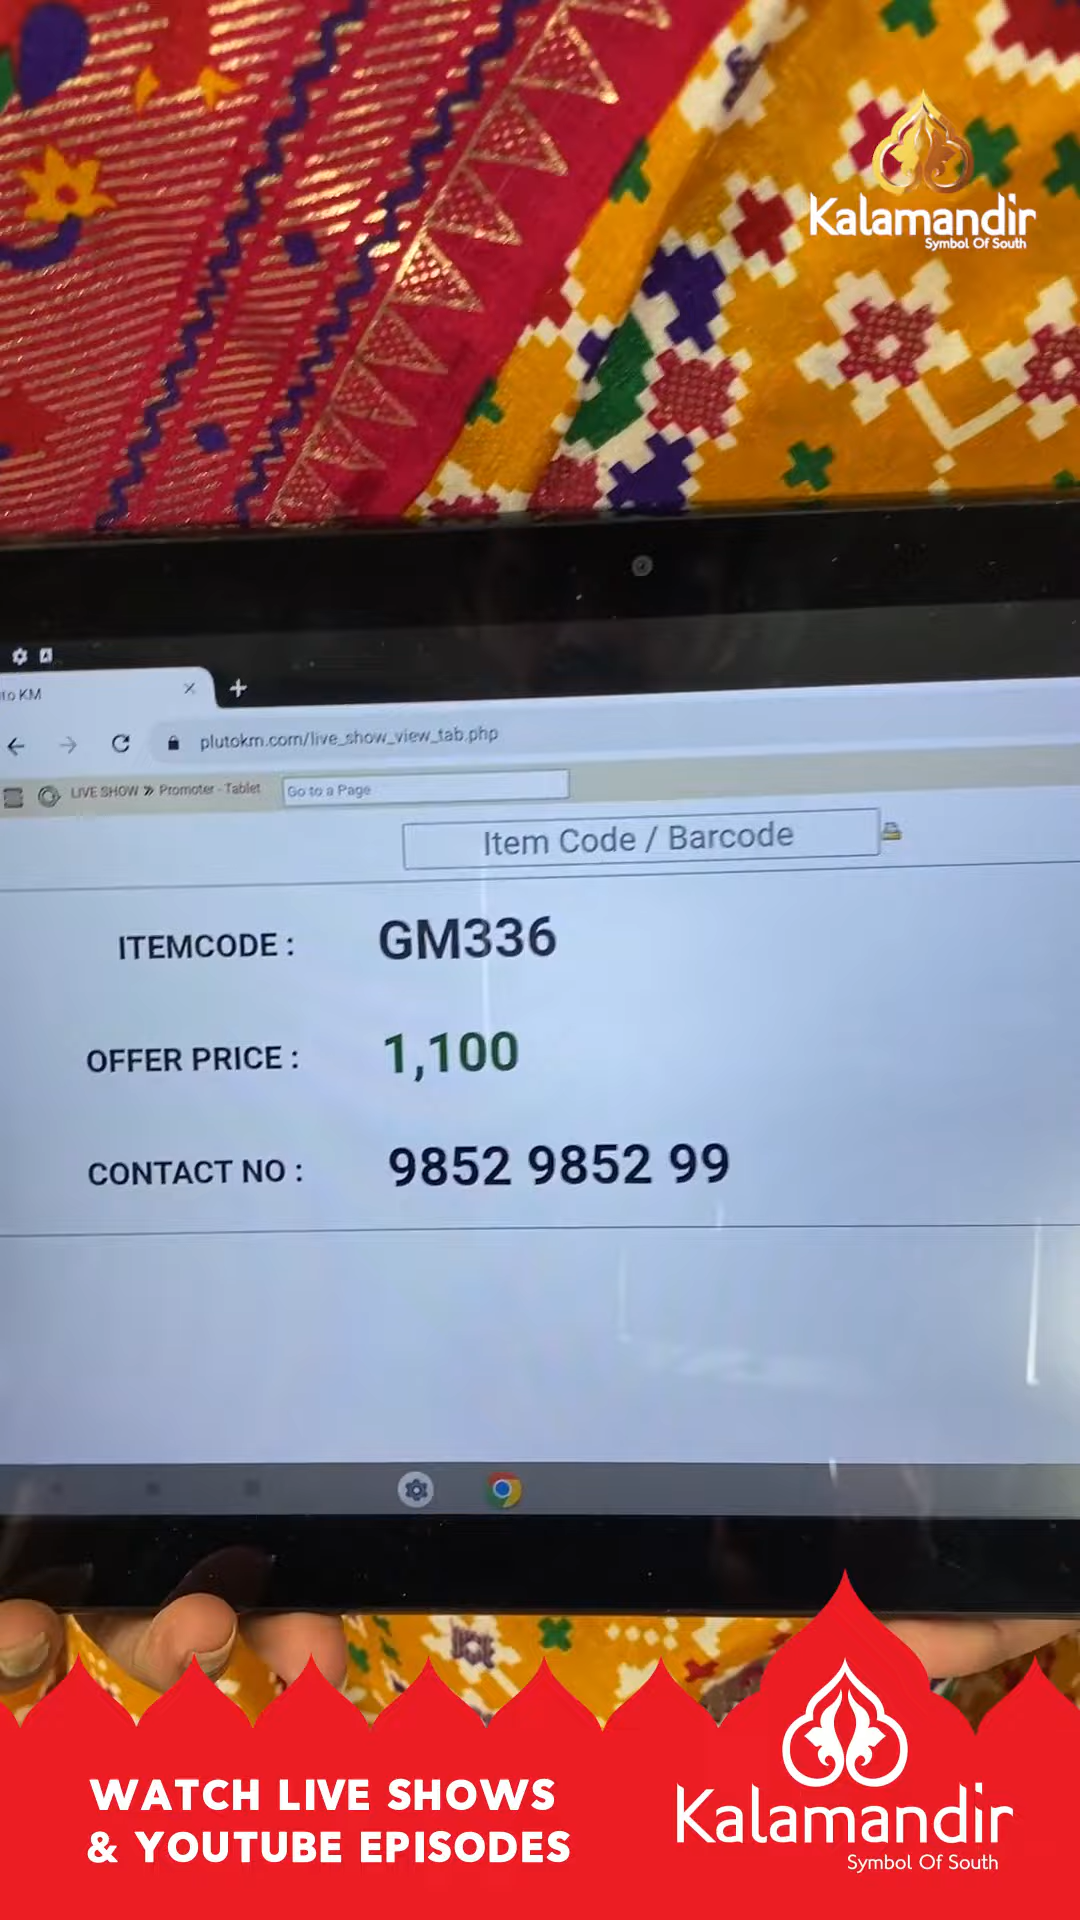 Kalamandir
Symbol Of South
to KM
plutokm.com/live_show_view_tab.php
LIVE SHOW » Promoter - Tablet
Go to a Page
Item Code / Barcode
ITEMCODE : GM336
OFFER PRICE : 1,100
CONTACT NO : 9852 9852 99
WATCH LIVE SHOWS
& YOUTUBE EPISODES
Kalamandir
Symbol Of South